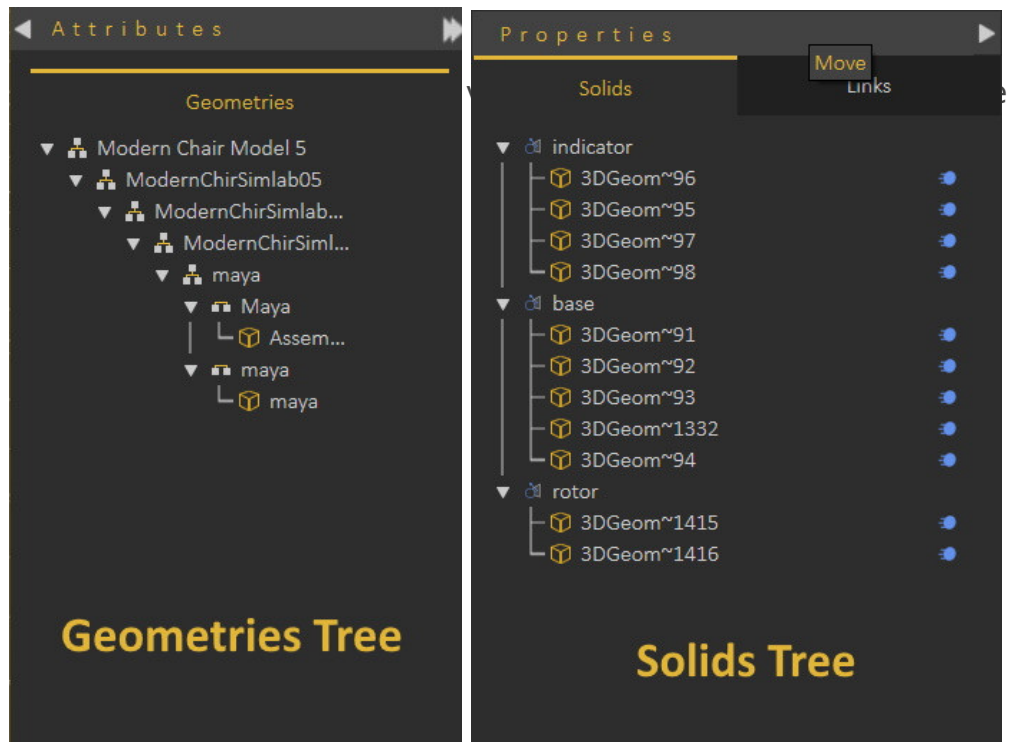 Attributes
Geometries
Modern Chair Model 5
ModernChirSimlab05
ModernChirSimlab...
ModernChirSiml...
maya
Maya
Assem...
maya
maya
Geometries Tree
Properties
Move
Solids
Links
indicator
3DGeom~96
3DGeom~95
3DGeom~97
3DGeom~98
base
3DGeom~91
3DGeom~92
3DGeom~93
3DGeom~1332
3DGeom~94
rotor
3DGeom~1415
3DGeom~1416
Solids Tree